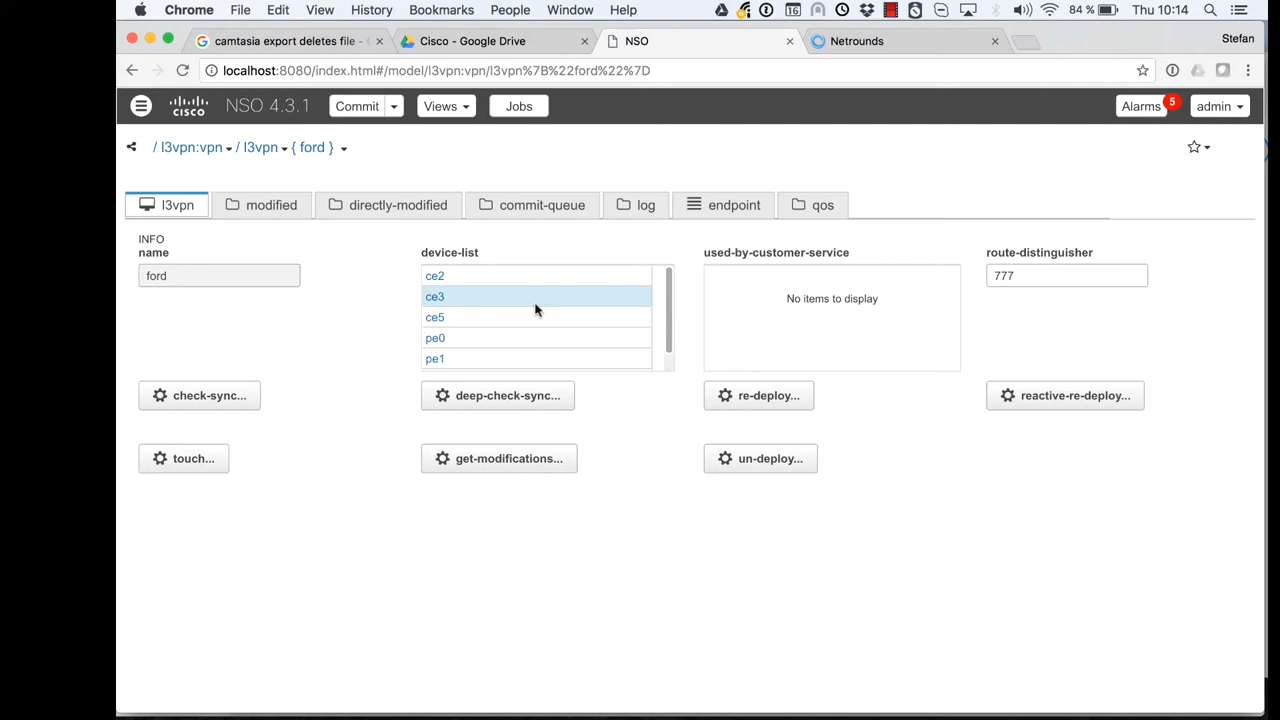 Chrome File Edit View History Bookmarks People Window Help 16 84 % Thu 10:14
camtasia export deletes file - Cisco - Google Drive NSO Netrounds Stefan
localhost:8080/index.html#/model/l3vpn:vpn/l3vpn%7B%22ford%22%7D
cisco NSO 4.3.1 Commit Views Jobs Alarms 5 admin
/ l3vpn:vpn / l3vpn { ford }
l3vpn modified directly-modified commit-queue log endpoint qos
INFO
name device-list used-by-customer-service route-distinguisher
ford ce2 777
ce3 No items to display
ce5
pe0
pe1
check-sync... deep-check-sync... re-deploy... reactive-re-deploy...
touch... get-modifications... un-deploy...